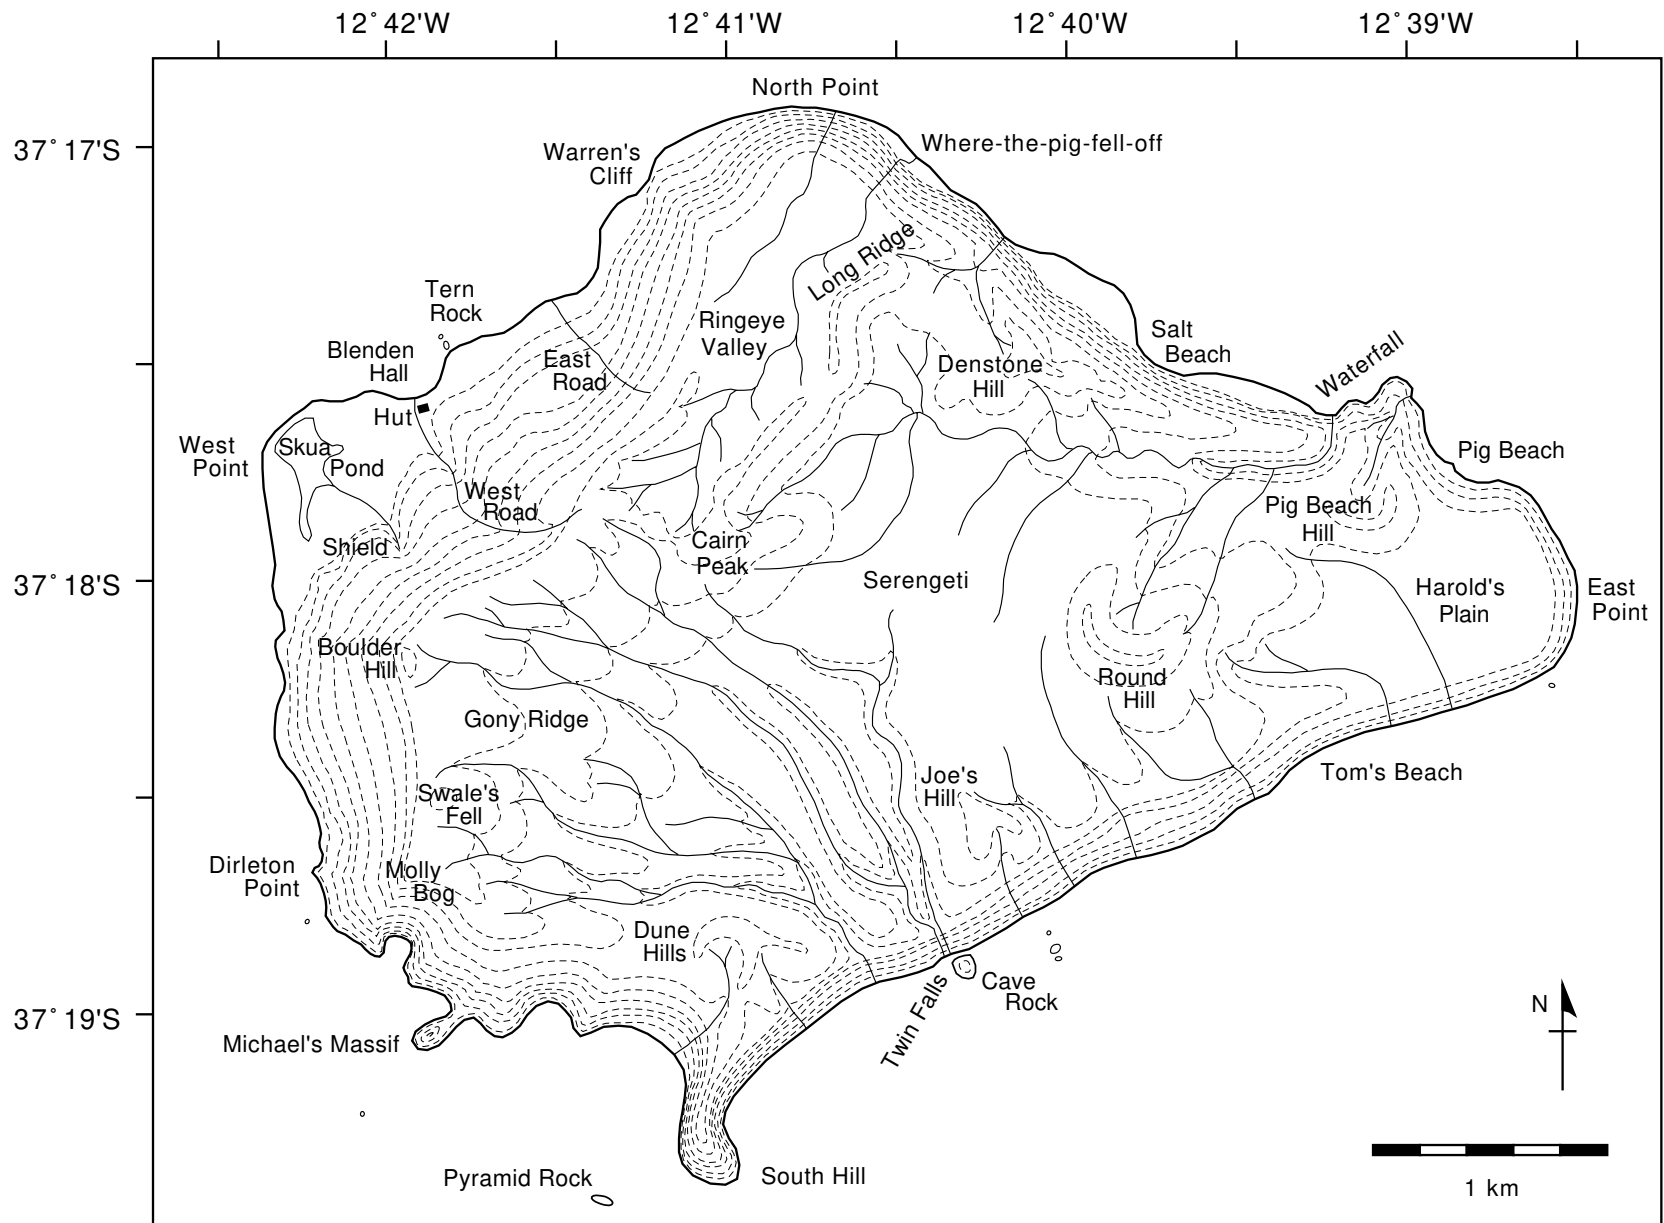 12°42'W
12°41'W
12°40'W
12°39'W
North Point
37°17'S
Where-the-pig-fell-off
Warren's
Cliff
Long Ridge
Tern
Rock
Ringeye
Valley
Salt
Beach
Blenden
Hall
East
Road
Denstone
Hill
Waterfall
Hut
West
Point
Skua
Pond
Pig Beach
West
Road
Pig Beach
Hill
Shield
Cairn
Peak
37°18'S
Serengeti
Harold's
Plain
East
Point
Boulder
Hill
Round
Hill
Gony Ridge
Joe's
Hill
Tom's Beach
Swale's
Fell
Dirleton
Point
Molly
Bog
Dune
Hills
Cave
Rock
Twin Falls
37°19'S
N
Michael's Massif
Pyramid Rock
South Hill
1 km